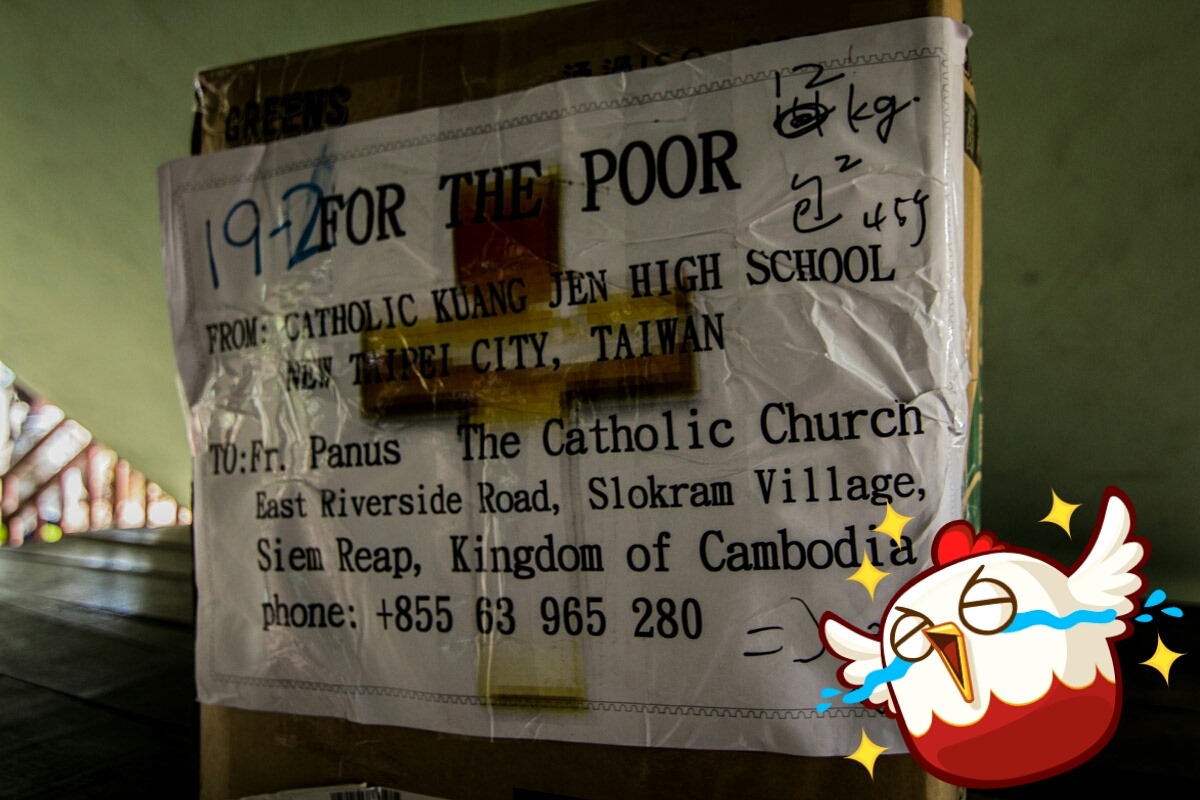 GREENS
12 kg.
19-2
FOR THE POOR
包2 459
FROM: CATHOLIC KUANG JEN HIGH SCHOOL
NEW TAIPEI CITY, TAIWAN
TO:Fr. Panus The Catholic Church
East Riverside Road, Slokram Village,
Siem Reap, Kingdom of Cambodia
phone: +855 63 965 280